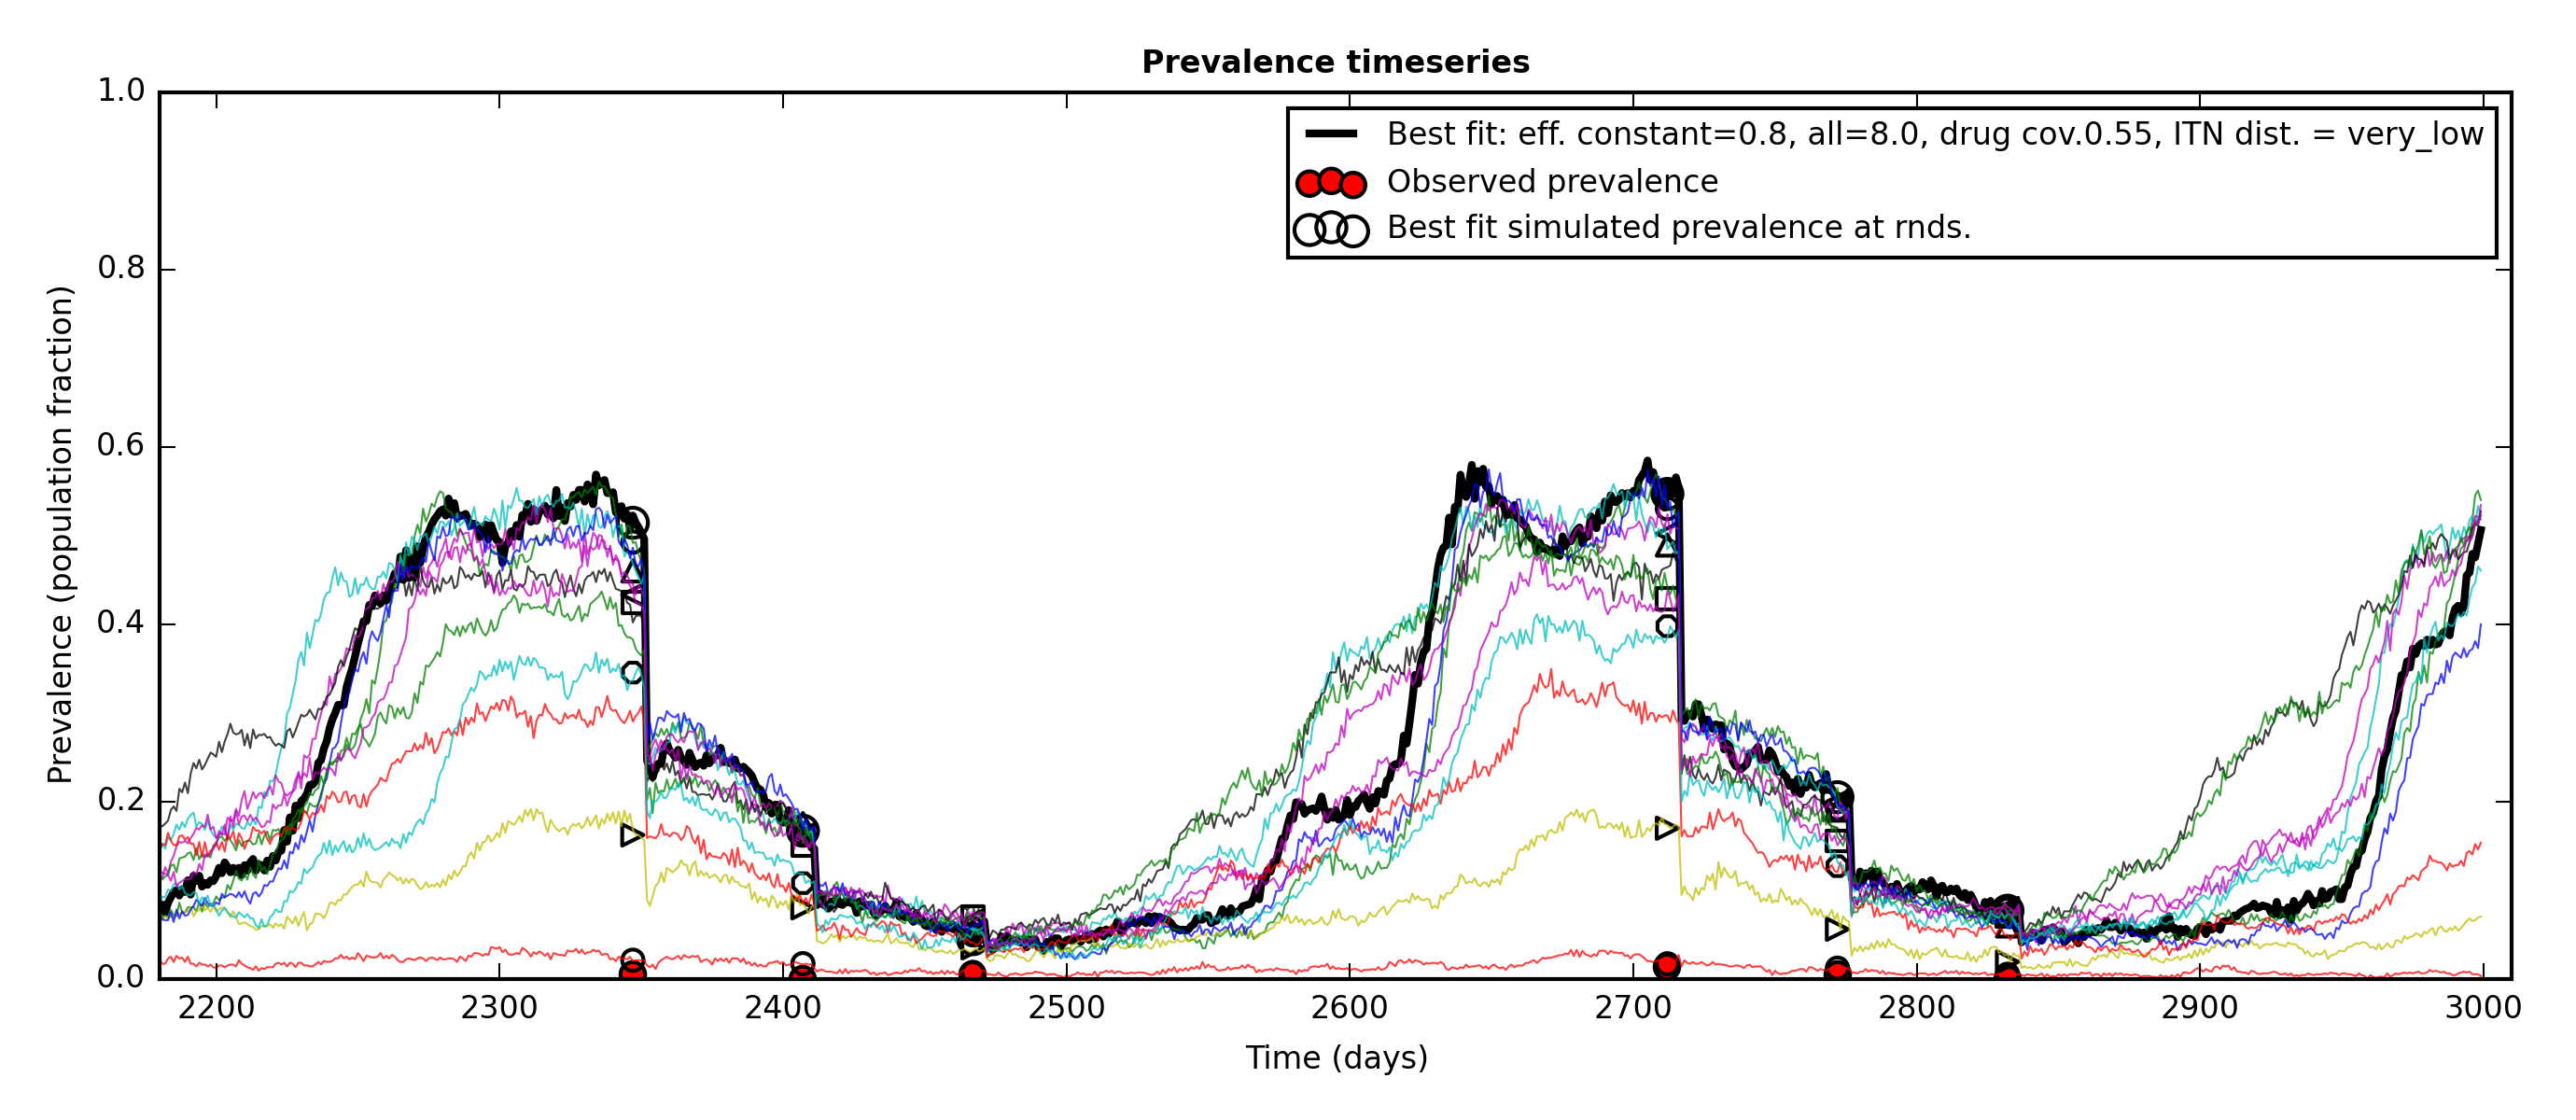 Prevalence timeseries
Prevalence (population fraction)
1.0
0.8
0.6
0.4
0.2
0.0
Best fit: eff. constant=0.8, all=8.0, drug cov.0.55, ITN dist. = very_low
Observed prevalence
Best fit simulated prevalence at rnds.
2200 2300 2400 2500 2600 2700 2800 2900 3000
Time (days)